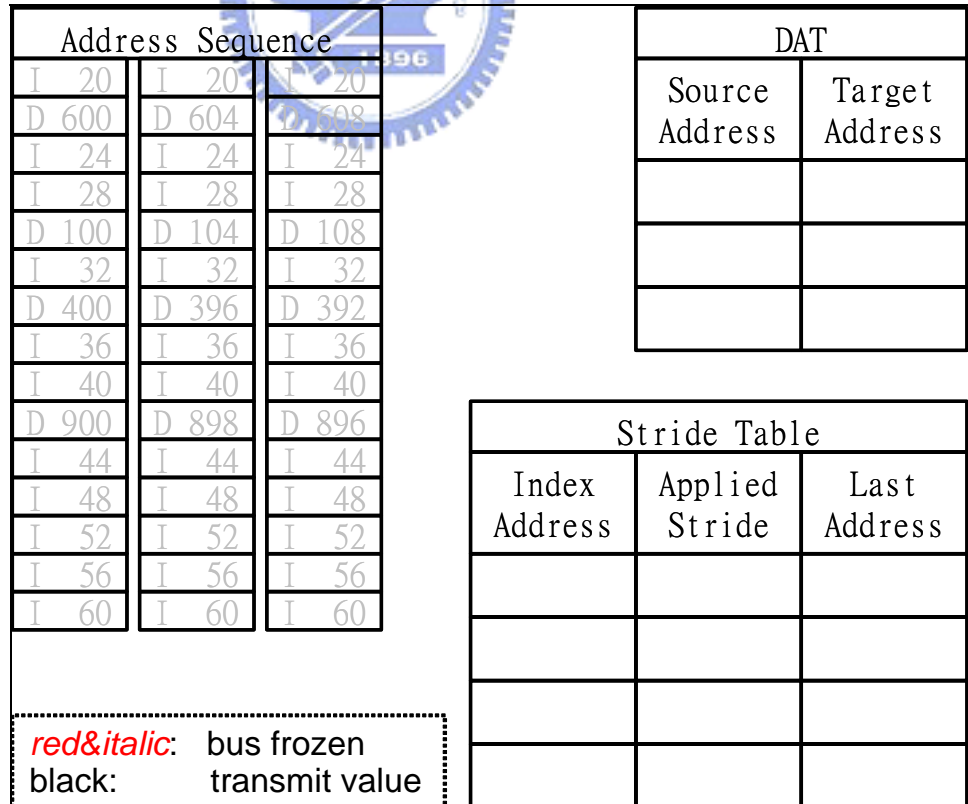 Address Sequence
1896
I 20 I 20 I 20
D 600 D 604 D 608
I 24 I 24 I 24
I 28 I 28 I 28
D 100 D 104 D 108
I 32 I 32 I 32
D 400 D 396 D 392
I 36 I 36 I 36
I 40 I 40 I 40
D 900 D 898 D 896
I 44 I 44 I 44
I 48 I 48 I 48
I 52 I 52 I 52
I 56 I 56 I 56
I 60 I 60 I 60
DAT
Source Address Target Address
Stride Table
Index Address Applied Stride Last Address
red&italic: bus frozen
black: transmit value